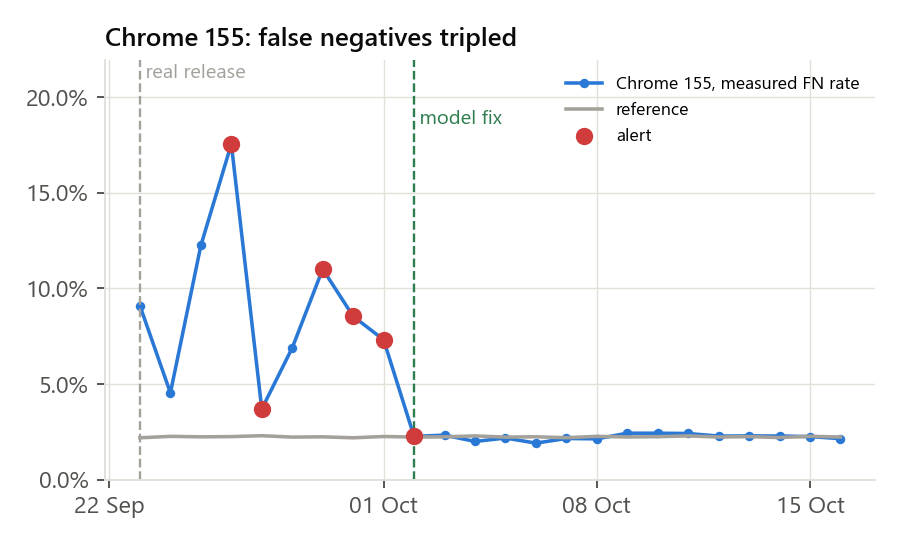 Chrome 155: false negatives tripled
real release
model fix
Chrome 155, measured FN rate
reference
alert
20.0%
15.0%
10.0%
5.0%
0.0%
22 Sep
01 Oct
08 Oct
15 Oct